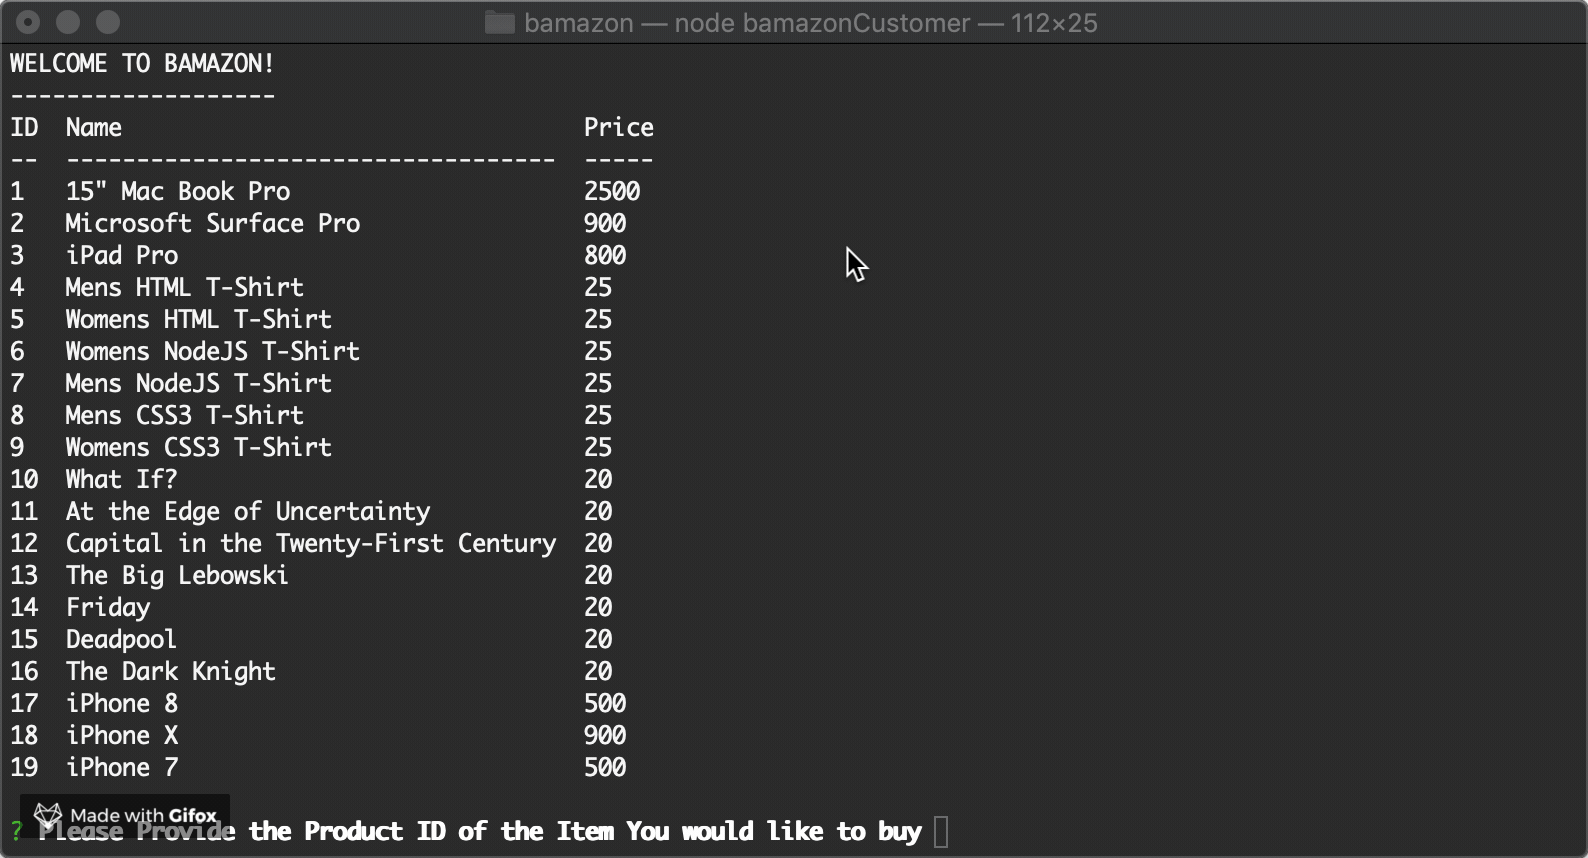 bamazon — node bamazonCustomer — 112×25
WELCOME TO BAMAZON!
-------------------
ID  Name                                 Price
--  -----------------------------------  -----
1   15" Mac Book Pro                     2500
2   Microsoft Surface Pro                900
3   iPad Pro                             800
4   Mens HTML T-Shirt                    25
5   Womens HTML T-Shirt                  25
6   Womens NodeJS T-Shirt                25
7   Mens NodeJS T-Shirt                  25
8   Mens CSS3 T-Shirt                    25
9   Womens CSS3 T-Shirt                  25
10  What If?                             20
11  At the Edge of Uncertainty           20
12  Capital in the Twenty-First Century  20
13  The Big Lebowski                     20
14  Friday                               20
15  Deadpool                             20
16  The Dark Knight                      20
17  iPhone 8                             500
18  iPhone X                             900
19  iPhone 7                             500
Made with Gifox
? Please Provide the Product ID of the Item You would like to buy